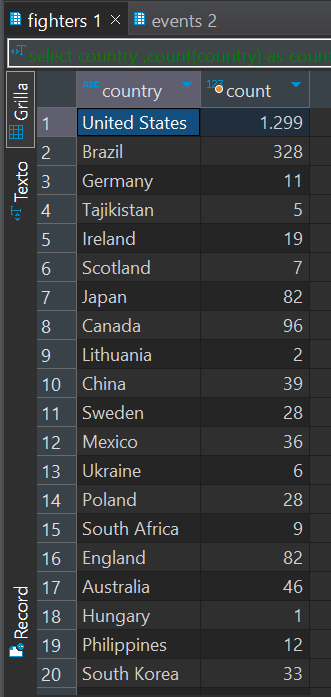 fighters 1 events 2
select country ,count(country) as coun
Grilla
Texto
Record
country count
1 United States 1.299
2 Brazil 328
3 Germany 11
4 Tajikistan 5
5 Ireland 19
6 Scotland 7
7 Japan 82
8 Canada 96
9 Lithuania 2
10 China 39
11 Sweden 28
12 Mexico 36
13 Ukraine 6
14 Poland 28
15 South Africa 9
16 England 82
17 Australia 46
18 Hungary 1
19 Philippines 12
20 South Korea 33